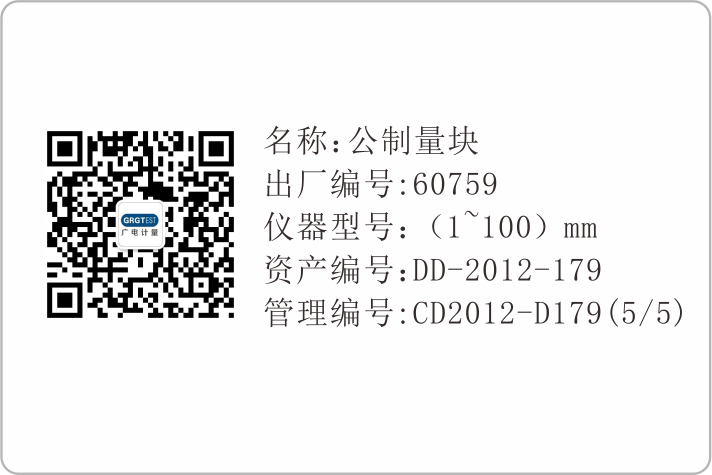 名称:公制量块
出厂编号:60759
仪器型号:(1~100) mm
资产编号:DD-2012-179
管理编号:CD2012-D179(5/5)
GRGTEST
广电计量